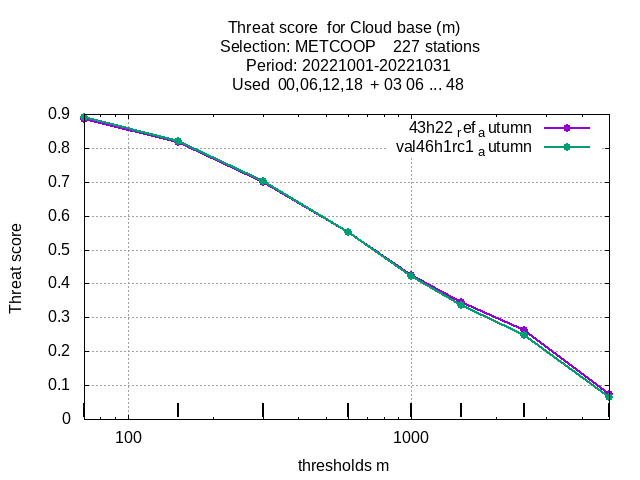 Threat score for Cloud base (m)
Selection: METCOOP 227 stations
Period: 20221001-20221031
Used 00,06,12,18 + 03 06 ... 48
43h22 refautumn
val46h1rc1 autumn
0.9
0.8
0.7
0.6
0.5
0.4
0.3
0.2
0.1
0
Threat score
100 1000
thresholds m